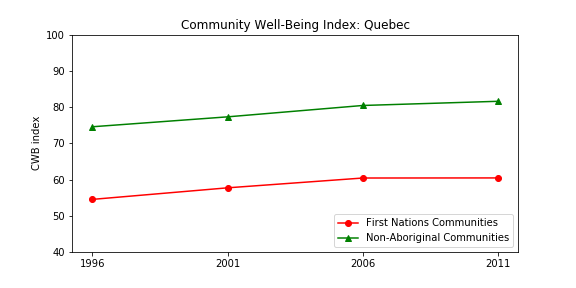 Community Well-Being Index: Quebec
100
90
80
70
60
50
40
CWB index
1996
2001
2006
2011
First Nations Communities
Non-Aboriginal Communities